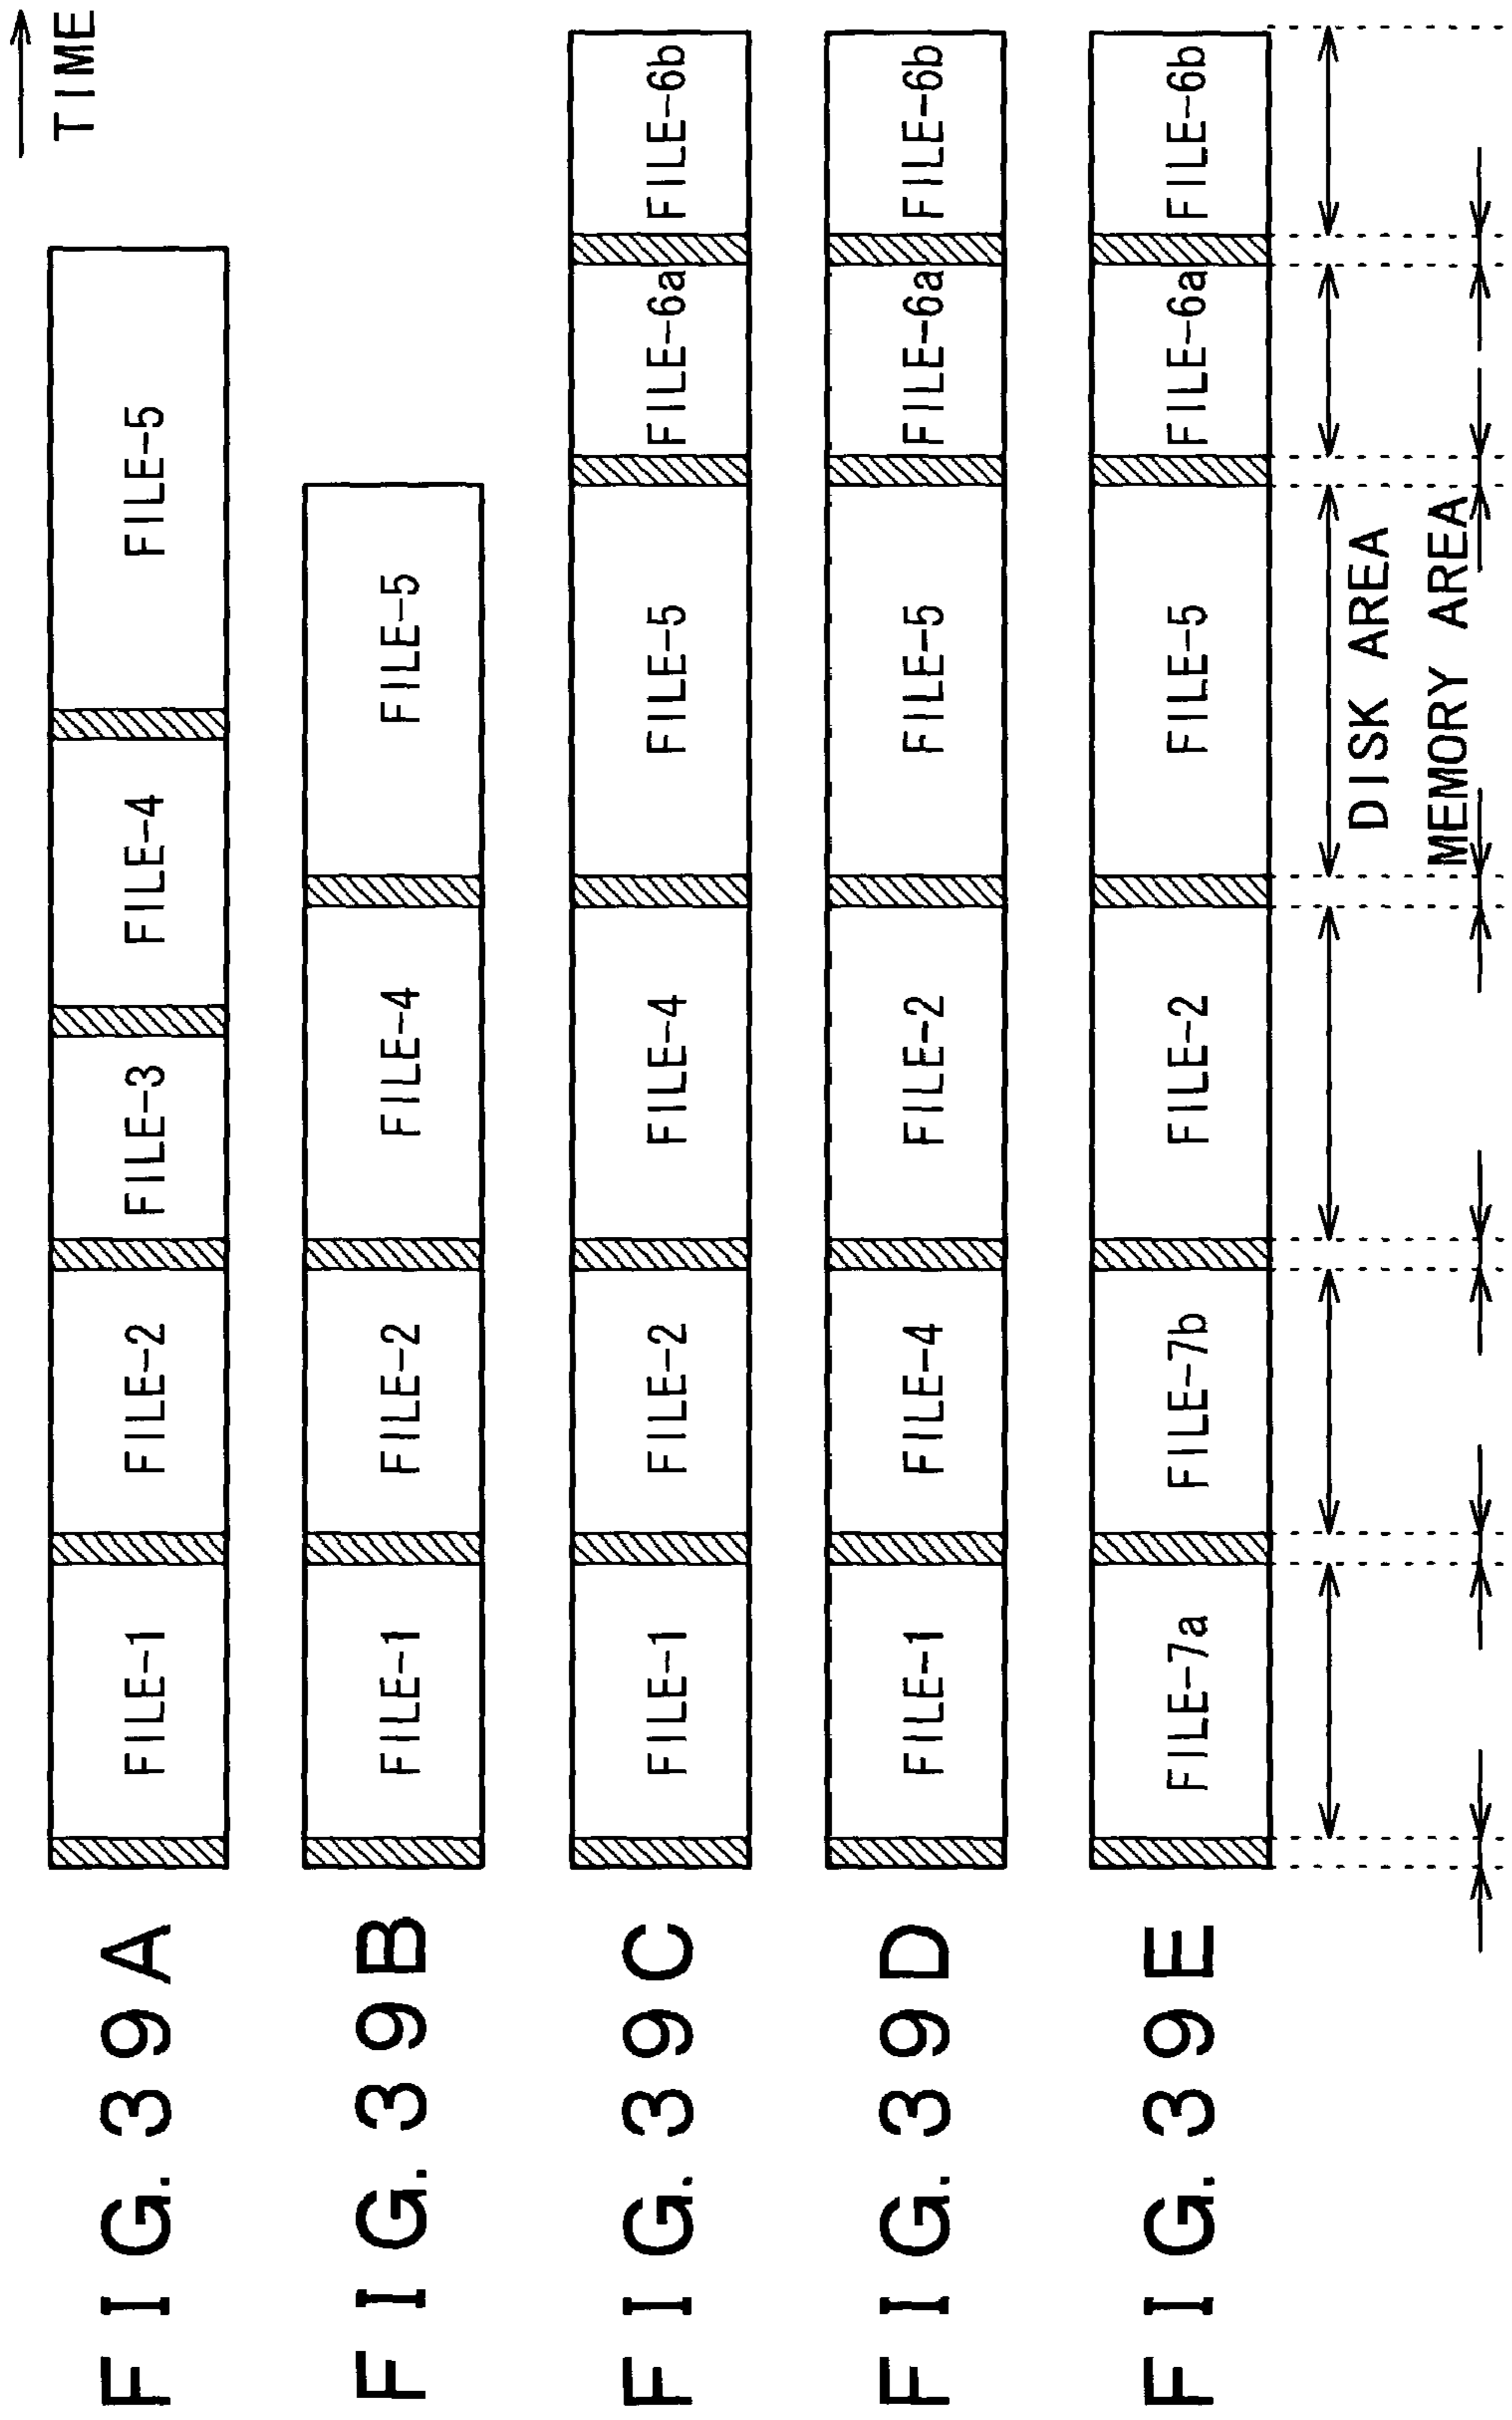 TIME
FIG. 39A
FILE-1
FILE-2
FILE-3
FILE-4
FILE-5
FIG. 39B
FILE-1
FILE-2
FILE-4
FILE-5
FIG. 39C
FILE-1
FILE-2
FILE-4
FILE-5
FILE-6a
FILE-6b
FIG. 39D
FILE-1
FILE-4
FILE-2
FILE-5
FILE-6a
FILE-6b
FIG. 39E
FILE-7a
FILE-7b
FILE-2
FILE-5
FILE-6a
FILE-6b
DISK AREA
MEMORY AREA